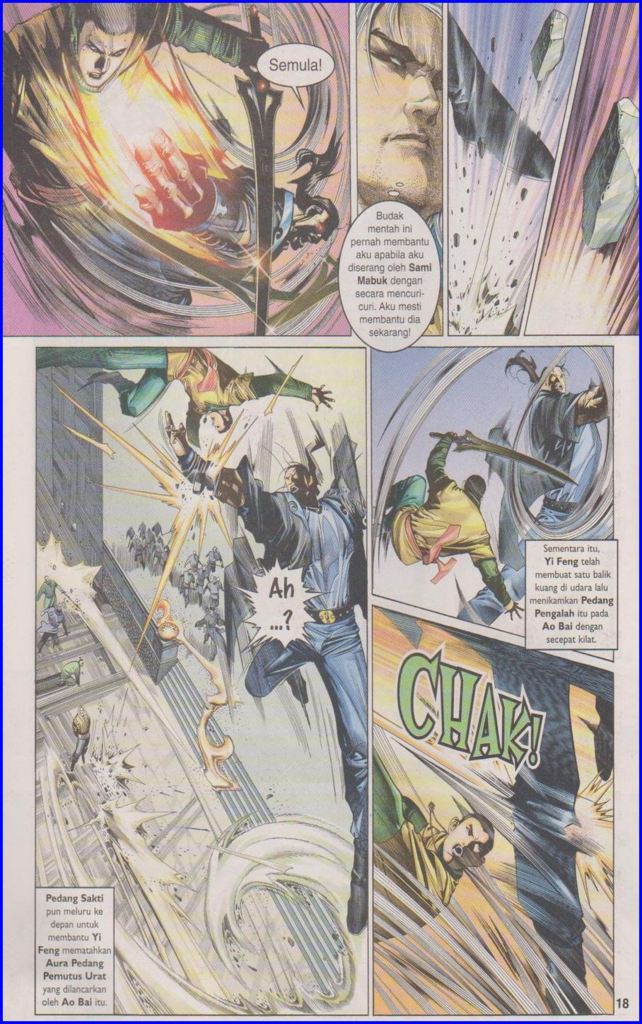 Semula!
Budak
mentah ini
pernah membantu
aku apabila aku
diserang oleh Sami
Mabuk dengan
secara mencuri-
curi. Aku mesti
membantu dia
sekarang!
Ah
...?
Pedang Sakti
pun meluru ke
depan untuk
membantu Yi
Feng mematahkan
Aura Pedang
Pemutus Urat
yang dilancarkan
oleh Ao Bai itu.
Sementara itu,
Yi Feng telah
membuat satu balik
kuang di udara lalu
menikamkan Pedang
Pengalah itu pada
Ao Bai dengan
secepat kilat.
CHAK!
18